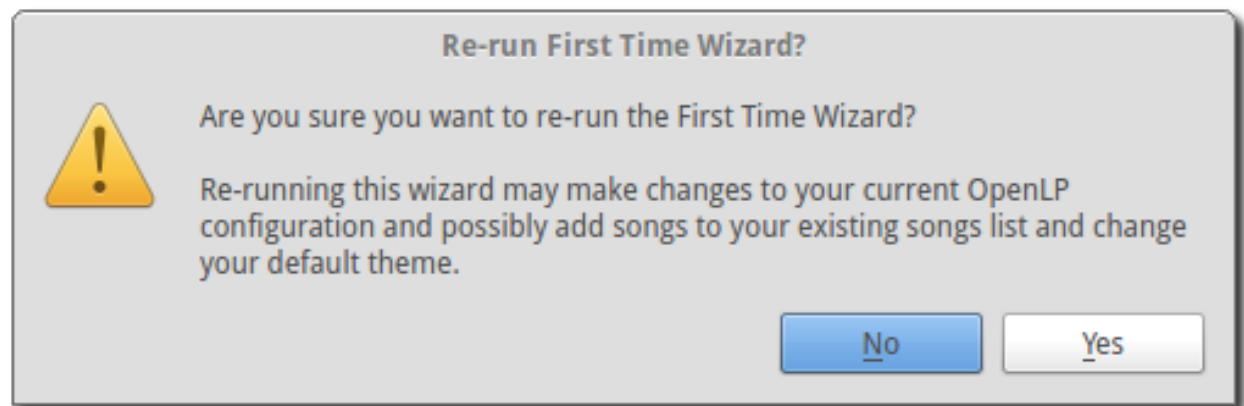 Re-run First Time Wizard?
Are you sure you want to re-run the First Time Wizard?
Re-running this wizard may make changes to your current OpenLP
configuration and possibly add songs to your existing songs list and change
your default theme.
No
Yes